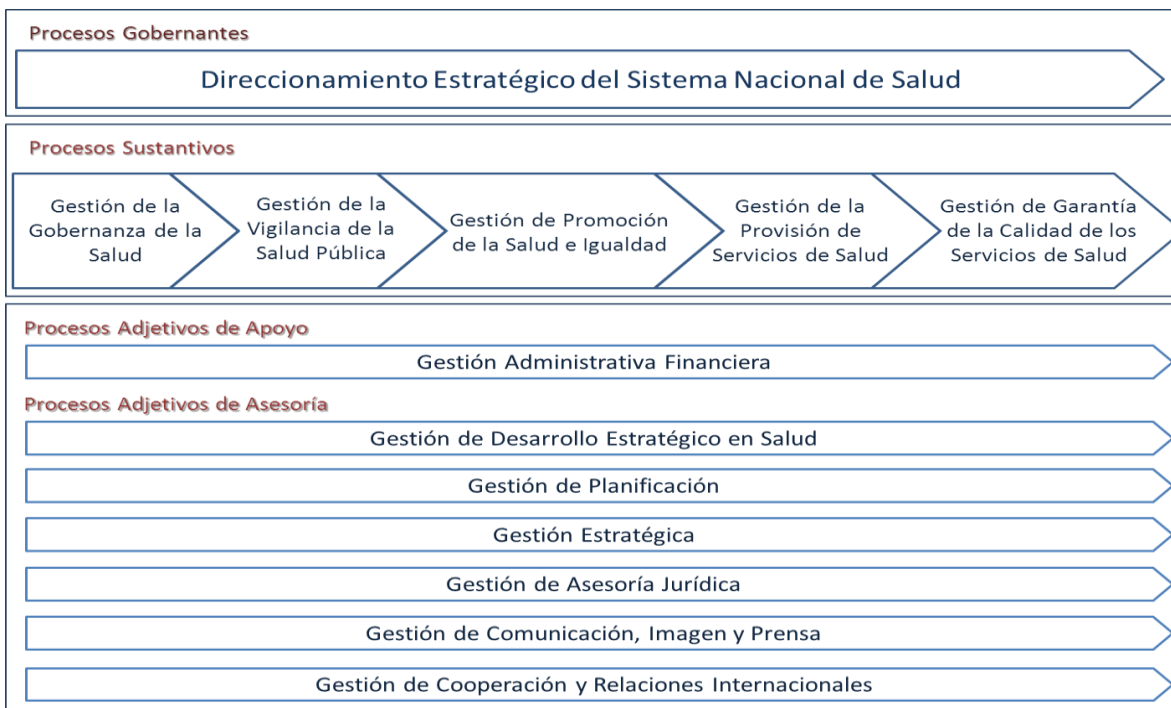 Procesos Gobernantes
Direccionamiento Estratégico del Sistema Nacional de Salud
Procesos Sustantivos
Gestión de la
Gobernanza de la
Salud
Gestión de la
Vigilancia de la
Salud Pública
Gestión de Promoción
de la Salud e Igualdad
Gestión de la
Provisión de
Servicios de Salud
Gestión de Garantía
de la Calidad de los
Servicios de Salud
Procesos Adjetivos de Apoyo
Gestión Administrativa Financiera
Procesos Adjetivos de Asesoría
Gestión de Desarrollo Estratégico en Salud
Gestión de Planificación
Gestión Estratégica
Gestión de Asesoría Jurídica
Gestión de Comunicación, Imagen y Prensa
Gestión de Cooperación y Relaciones Internacionales